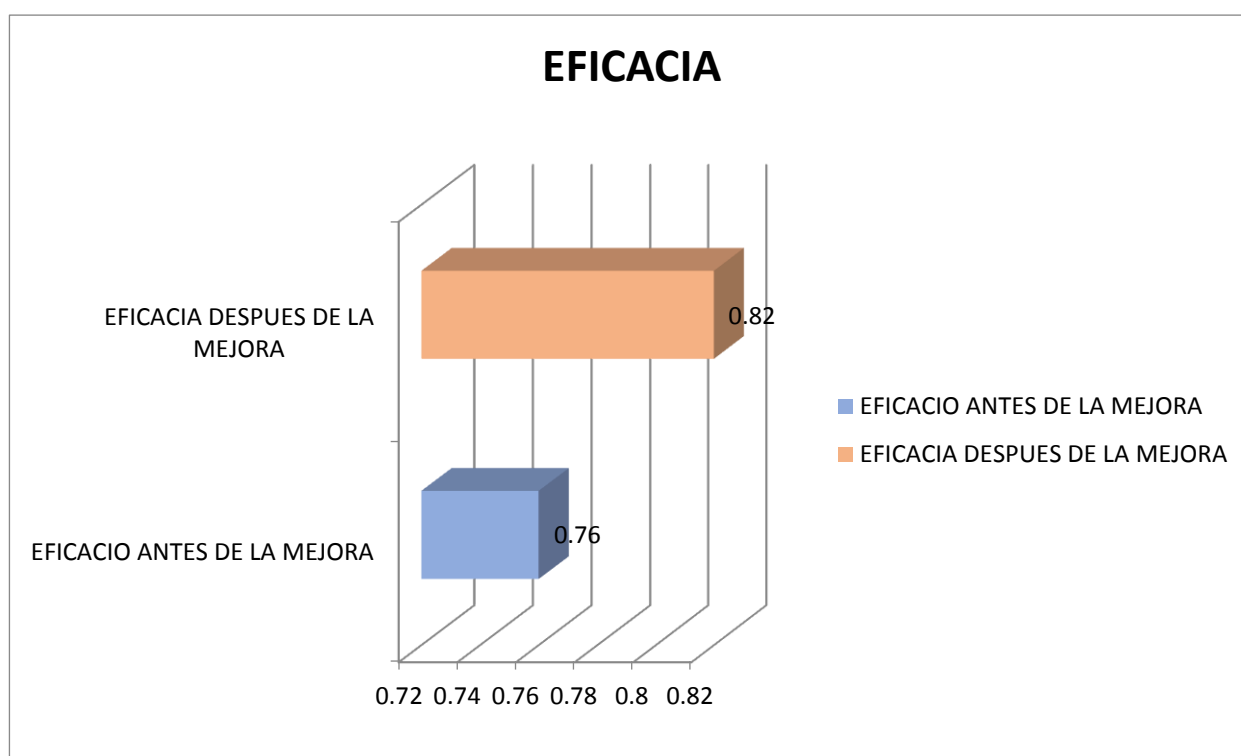 EFICACIA
EFICACIA DESPUES DE LA
MEJORA
0.82
EFICACIO ANTES DE LA MEJORA
0.76
0.72 0.74 0.76 0.78 0.8 0.82
EFICACIO ANTES DE LA MEJORA
EFICACIA DESPUES DE LA MEJORA